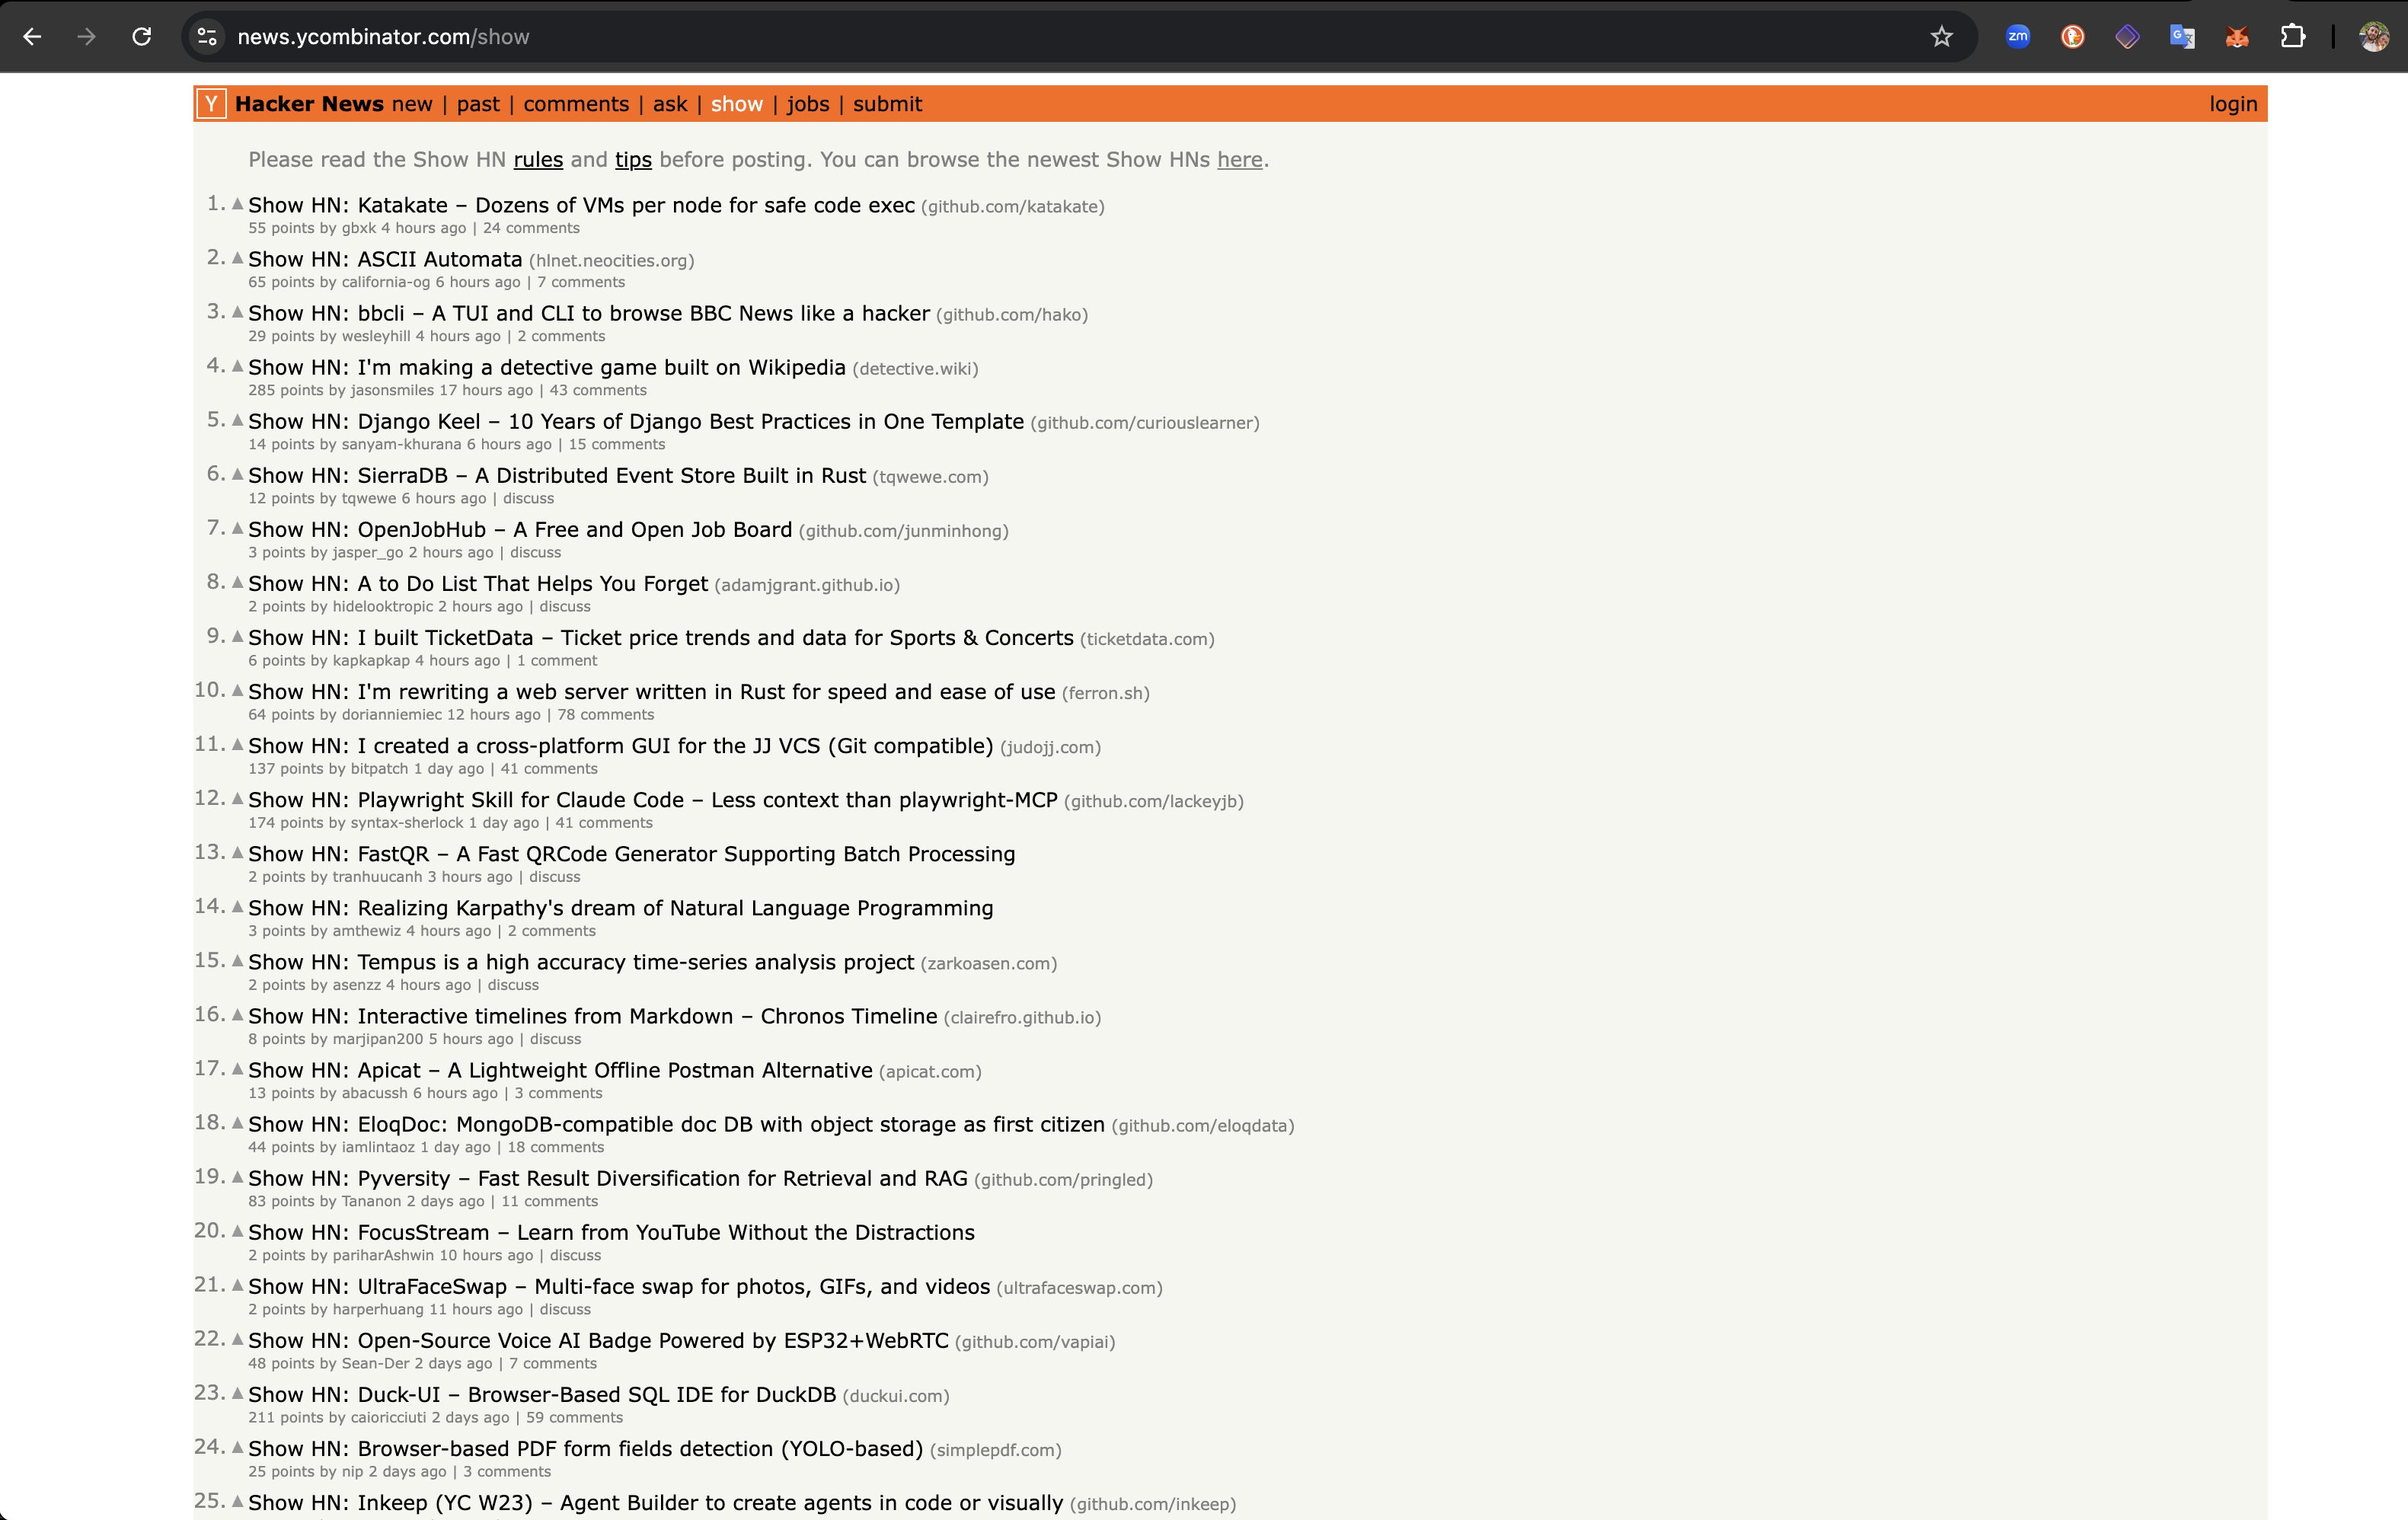 news.ycombinator.com/show
zm
G
Y Hacker News new | past | comments | ask | show | jobs | submit login
Please read the Show HN rules and tips before posting. You can browse the newest Show HNs here.
1. Show HN: Katakate – Dozens of VMs per node for safe code exec (github.com/katakate)
55 points by gbxk 4 hours ago | 24 comments
2. Show HN: ASCII Automata (hlnet.neocities.org)
65 points by california-og 6 hours ago | 7 comments
3. Show HN: bbcli – A TUI and CLI to browse BBC News like a hacker (github.com/hako)
29 points by wesleyhill 4 hours ago | 2 comments
4. Show HN: I'm making a detective game built on Wikipedia (detective.wiki)
285 points by jasonsmiles 17 hours ago | 43 comments
5. Show HN: Django Keel – 10 Years of Django Best Practices in One Template (github.com/curiouslearner)
14 points by sanyam-khurana 6 hours ago | 15 comments
6. Show HN: SierraDB – A Distributed Event Store Built in Rust (tqwewe.com)
12 points by tqwewe 6 hours ago | discuss
7. Show HN: OpenJobHub – A Free and Open Job Board (github.com/junminhong)
3 points by jasper_go 2 hours ago | discuss
8. Show HN: A to Do List That Helps You Forget (adamjgrant.github.io)
2 points by hidelooktropic 2 hours ago | discuss
9. Show HN: I built TicketData – Ticket price trends and data for Sports & Concerts (ticketdata.com)
6 points by kapkapkap 4 hours ago | 1 comment
10. Show HN: I'm rewriting a web server written in Rust for speed and ease of use (ferron.sh)
64 points by dorianniemiec 12 hours ago | 78 comments
11. Show HN: I created a cross-platform GUI for the JJ VCS (Git compatible) (judojj.com)
137 points by bitpatch 1 day ago | 41 comments
12. Show HN: Playwright Skill for Claude Code – Less context than playwright-MCP (github.com/lackeyjb)
174 points by syntax-sherlock 1 day ago | 41 comments
13. Show HN: FastQR – A Fast QRCode Generator Supporting Batch Processing
2 points by tranhuucanh 3 hours ago | discuss
14. Show HN: Realizing Karpathy's dream of Natural Language Programming
3 points by amthewiz 4 hours ago | 2 comments
15. Show HN: Tempus is a high accuracy time-series analysis project (zarkoasen.com)
2 points by asenzz 4 hours ago | discuss
16. Show HN: Interactive timelines from Markdown – Chronos Timeline (clairefro.github.io)
8 points by marjipan200 5 hours ago | discuss
17. Show HN: Apicat – A Lightweight Offline Postman Alternative (apicat.com)
13 points by abacussh 6 hours ago | 3 comments
18. Show HN: EloqDoc: MongoDB-compatible doc DB with object storage as first citizen (github.com/eloqdata)
44 points by iamlintaoz 1 day ago | 18 comments
19. Show HN: Pyversity – Fast Result Diversification for Retrieval and RAG (github.com/pringled)
83 points by Tananon 2 days ago | 11 comments
20. Show HN: FocusStream – Learn from YouTube Without the Distractions
2 points by pariharAshwin 10 hours ago | discuss
21. Show HN: UltraFaceSwap – Multi-face swap for photos, GIFs, and videos (ultrafaceswap.com)
2 points by harperhuang 11 hours ago | discuss
22. Show HN: Open-Source Voice AI Badge Powered by ESP32+WebRTC (github.com/vapiai)
48 points by Sean-Der 2 days ago | 7 comments
23. Show HN: Duck-UI – Browser-Based SQL IDE for DuckDB (duckui.com)
211 points by caioricciuti 2 days ago | 59 comments
24. Show HN: Browser-based PDF form fields detection (YOLO-based) (simplepdf.com)
25 points by nip 2 days ago | 3 comments
25. Show HN: Inkeep (YC W23) – Agent Builder to create agents in code or visually (github.com/inkeep)